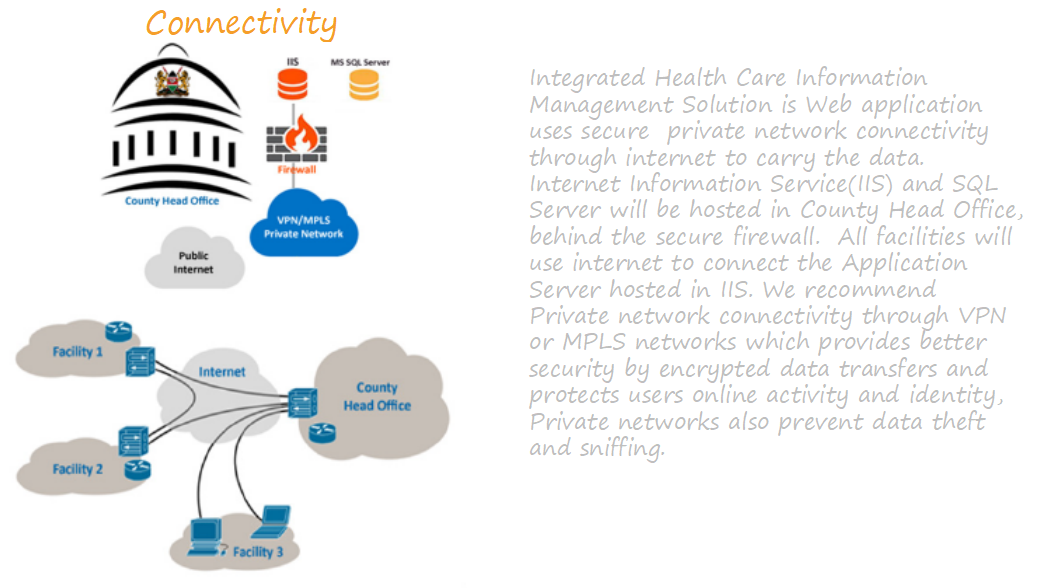 Connectivity
IIS
MS SQL Server
Firewall
County Head Office
VPN/MPLS
Private Network
Public
Internet
Facility 1
Internet
County
Head Office
Facility 2
Facility 3
Integrated Health Care Information
Management Solution is Web application
uses secure  private network connectivity
through internet to carry the data.
Internet Information Service(IIS) and SQL
Server will be hosted in County Head Office,
behind the secure firewall.  All facilities will
use internet to connect the Application
Server hosted in IIS. We recommend
Private network connectivity through VPN
or MPLS networks which provides better
security by encrypted data transfers and
protects users online activity and identity,
Private networks also prevent data theft
and sniffing.